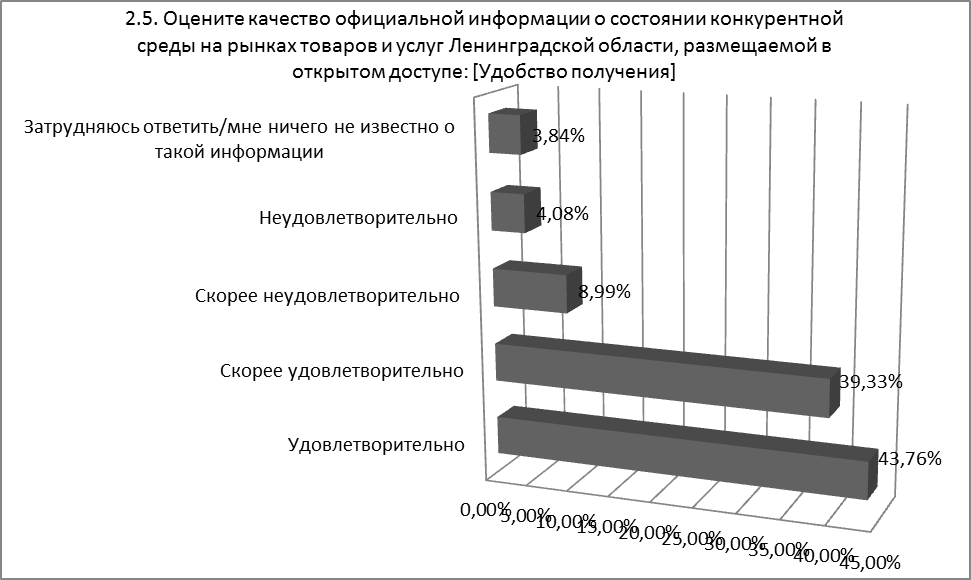 2.5. Оцените качество официальной информации о состоянии конкурентной
среды на рынках товаров и услуг Ленинградской области, размещаемой в
открытом доступе: [Удобство получения]
Затрудняюсь ответить/мне ничего не известно о
такой информации
3,84%
Неудовлетворительно
4,08%
Скорее неудовлетворительно
8,99%
Скорее удовлетворительно
39,33%
Удовлетворительно
43,76%
0,00%
5,00%
10,00%
15,00%
20,00%
25,00%
30,00%
35,00%
40,00%
45,00%